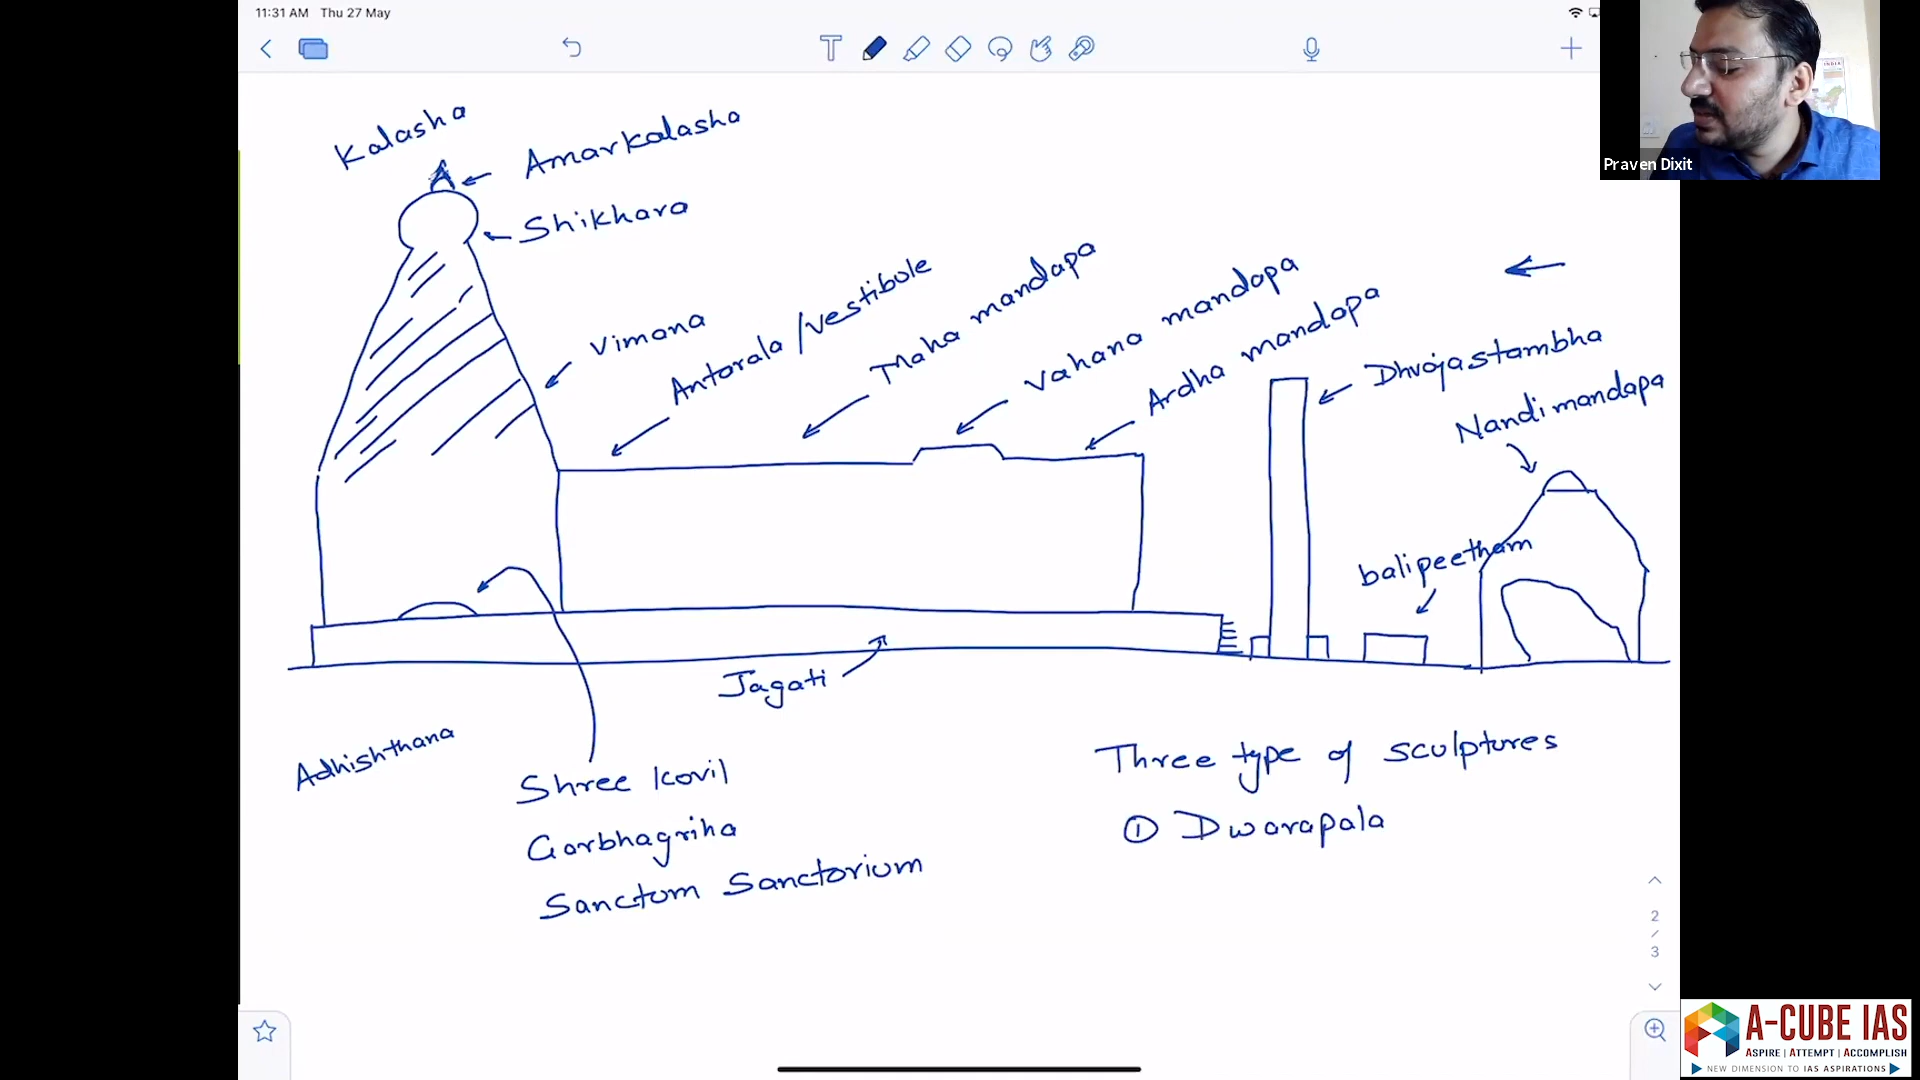 11:31 AM Thu 27 May
Kalasha
Amarkalasha
Shikhara
Vimana
Antarala /vestibule
Maha mandapa
Vahana mandapa
Ardha mandapa
Dhvajastambha
Nandi mandapa
balipeetham
Jagati
Adhishthana
Shree kovil
Garbhagriha
Sanctum Sanctorium
Three type of sculptures
① Dwarapala
2
/
3
T
INDIA
Praven Dixit
A-CUBE IAS
ASPIRE | ATTEMPT | ACCOMPLISH
NEW DIMENSION TO IAS ASPIRATIONS